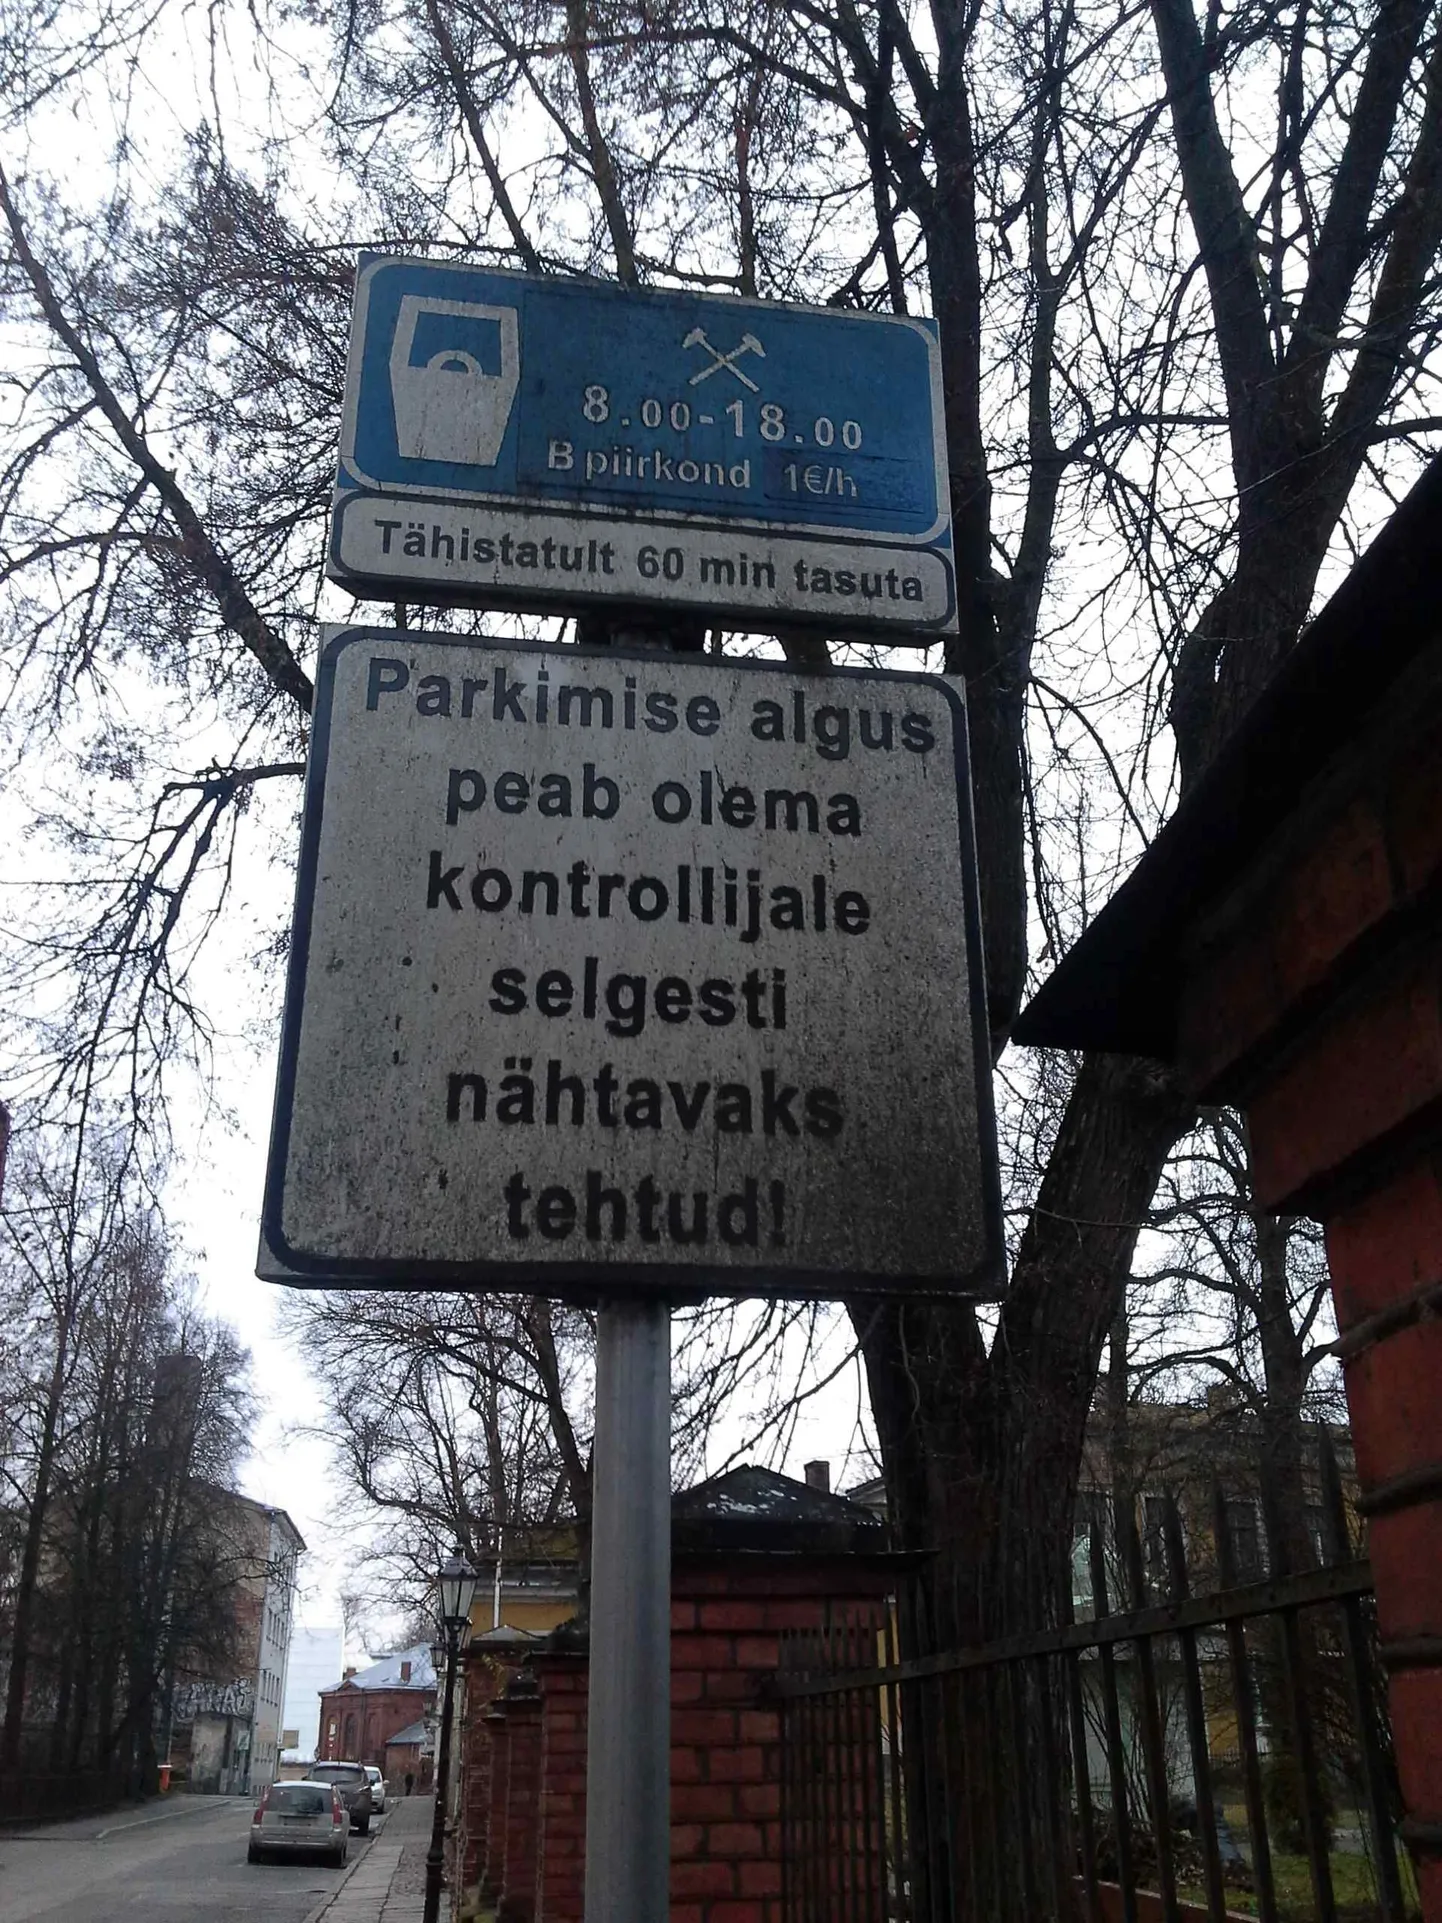 8.00-18.00
B piirkond 1€/h
Tähistatult 60 min tasuta
Parkimise algus
peab olema
kontrollijale
selgesti
nähtavaks
tehtud!